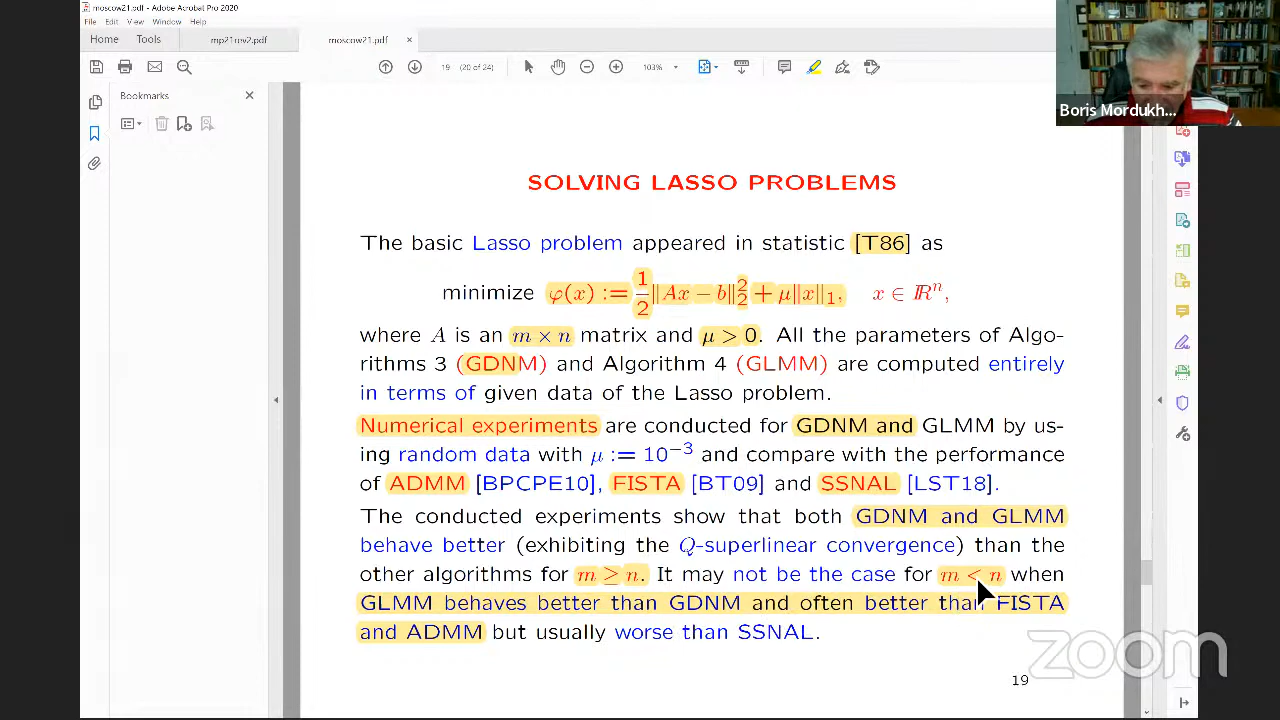 moscow21.pdf - Adobe Acrobat Pro 2020
File Edit View Window Help
Home Tools mp21rev2.pdf moscow21.pdf ×
19 (20 of 24) 103%
Bookmarks
Boris Mordukh...
SOLVING LASSO PROBLEMS
The basic Lasso problem appeared in statistic [T86] as
minimize φ(x) := 1/2 ‖Ax − b‖₂² + μ‖x‖₁, x ∈ ℝⁿ,
where A is an m × n matrix and μ > 0. All the parameters of Algo-
rithms 3 (GDNM) and Algorithm 4 (GLMM) are computed entirely
in terms of given data of the Lasso problem.
Numerical experiments are conducted for GDNM and GLMM by us-
ing random data with μ := 10⁻³ and compare with the performance
of ADMM [BPCPE10], FISTA [BT09] and SSNAL [LST18].
The conducted experiments show that both GDNM and GLMM
behave better (exhibiting the Q-superlinear convergence) than the
other algorithms for m ≥ n. It may not be the case for m < n when
GLMM behaves better than GDNM and often better than FISTA
and ADMM but usually worse than SSNAL.
zoom
19